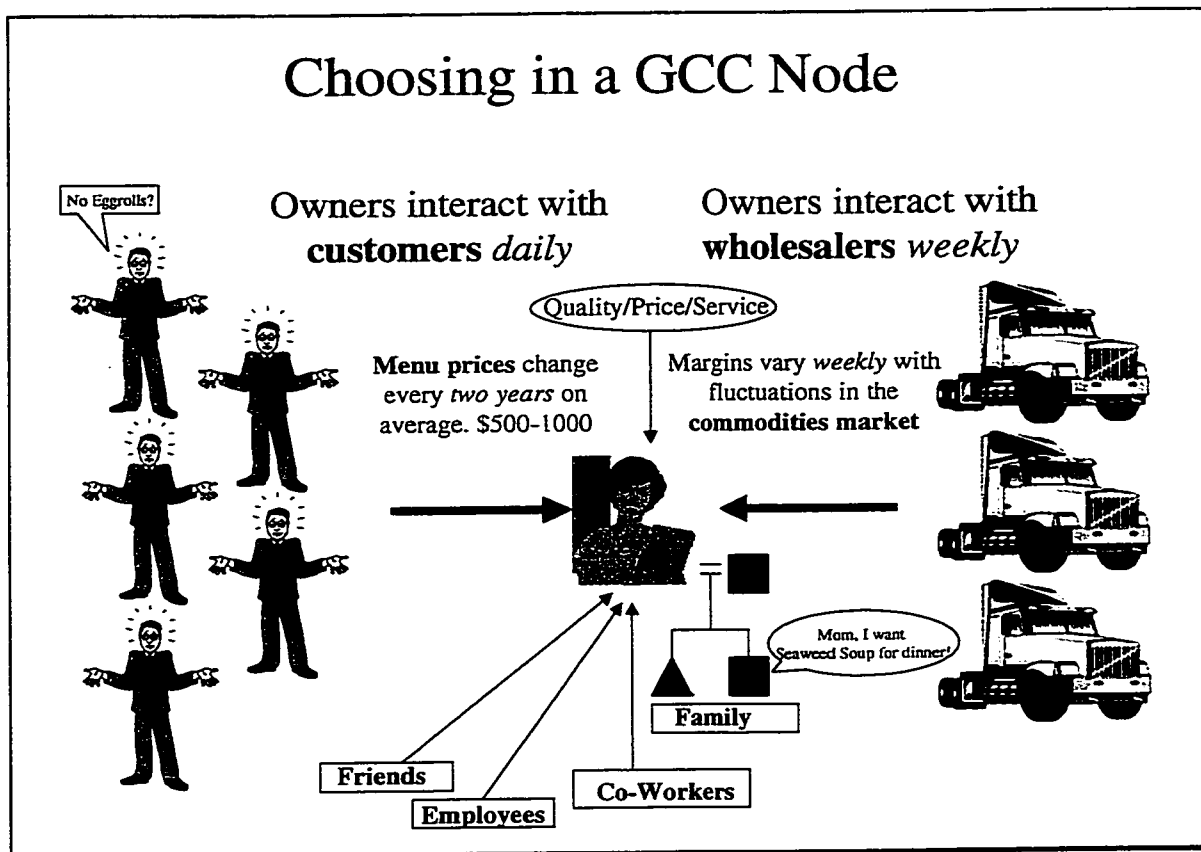 Choosing in a GCC Node
No Eggrolls?
Owners interact with
customers daily
Owners interact with
wholesalers weekly
Quality/Price/Service
Menu prices change
every two years on
average. $500-1000
Margins vary weekly with
fluctuations in the
commodities market
Mom, I want
Seaweed Soup for dinner!
Family
Friends
Employees
Co-Workers